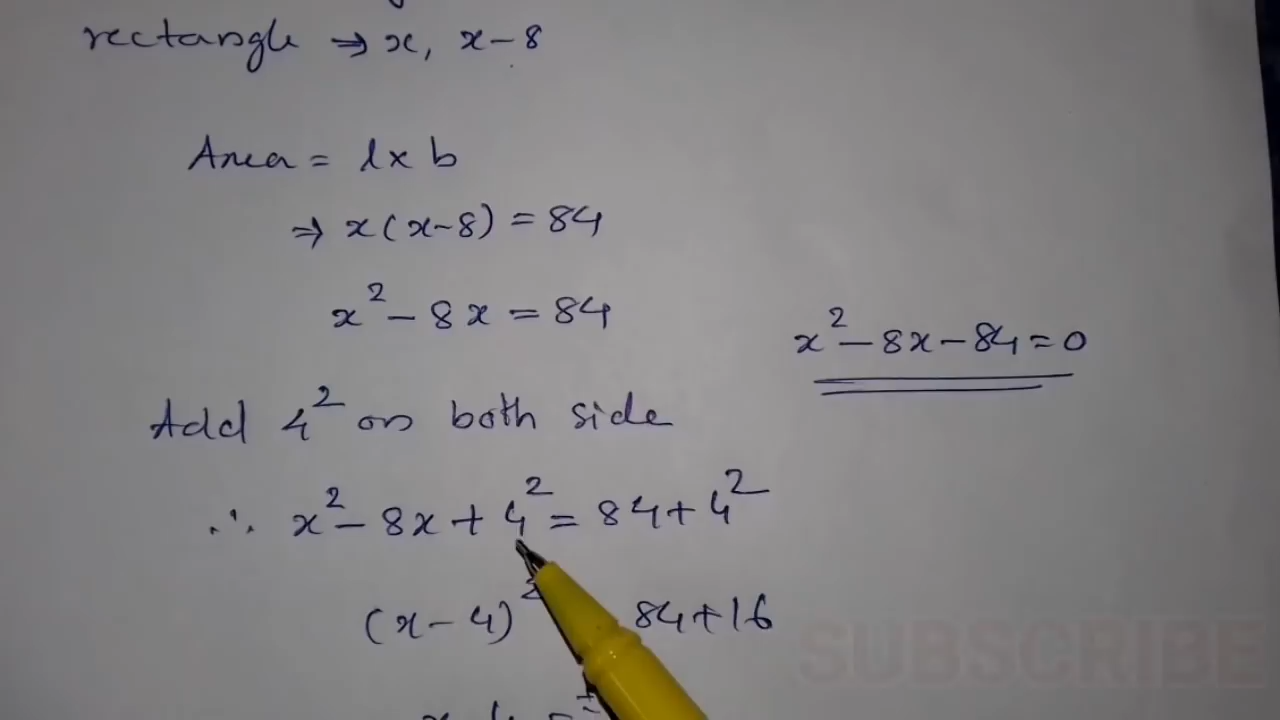 rectangle ⇒ x, x-8
Area = l x b
⇒ x(x-8) = 84
x² - 8x = 84
x² - 8x - 84 = 0
Add 4² on both side
∴ x² - 8x + 4² = 84 + 4²
(x - 4)² 84 + 16
SUBSCRIBE